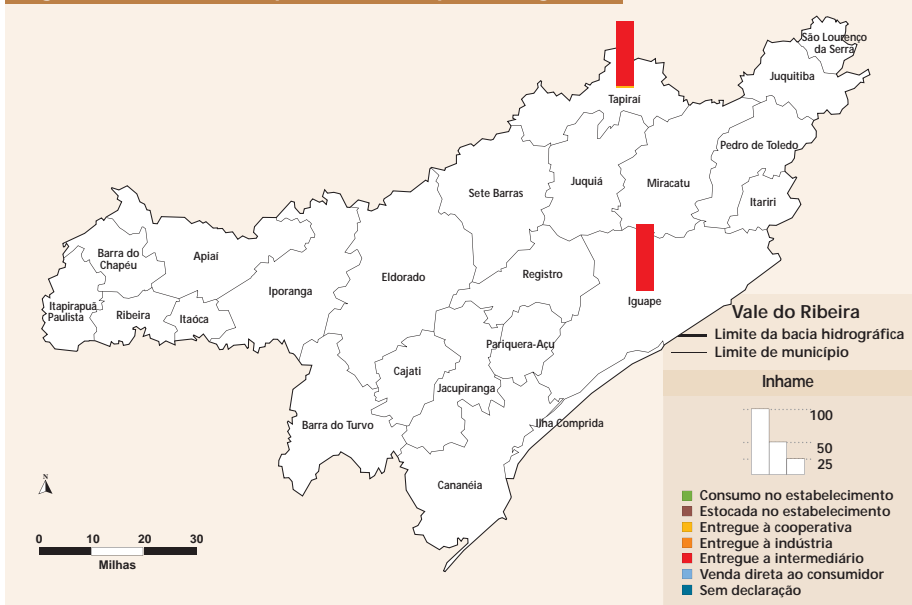 São Lourenço
da Serra
Juquitiba
Tapiraí
Pedro de Toledo
Juquiá
Miracatu
Sete Barras
Itariri
Barra do
Chapéu
Apiaí
Registro
Eldorado
Iporanga
Iguape
Itapirapuã
Paulista
Ribeira
Itaóca
Pariquera-Açu
Cajati
Jacupiranga
Barra do Turvo
Ilha Comprida
Cananéia
N
0 10 20 30
Milhas
Vale do Ribeira
Limite da bacia hidrográfica
Limite de município
Inhame
100
50
25
Consumo no estabelecimento
Estocada no estabelecimento
Entregue à cooperativa
Entregue à indústria
Entregue a intermediário
Venda direta ao consumidor
Sem declaração